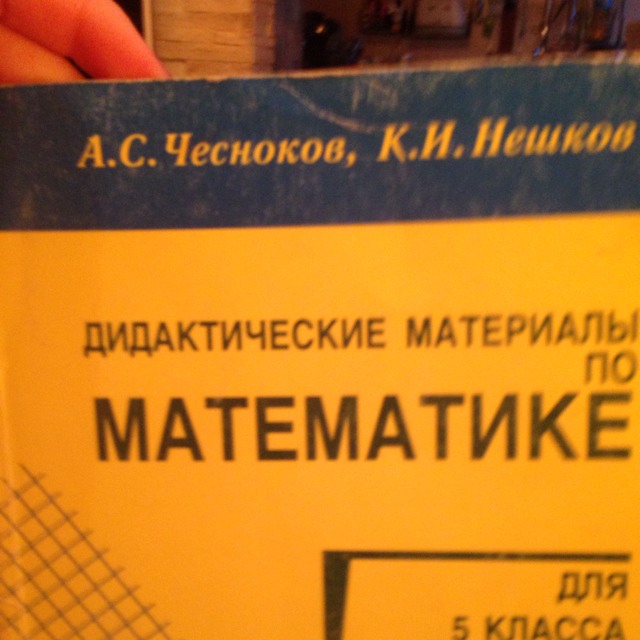 А.С. Чесноков, К.И. Нешков
ДИДАКТИЧЕСКИЕ МАТЕРИАЛЫ
ПО
МАТЕМАТИКЕ
ДЛЯ
5 КЛАССА